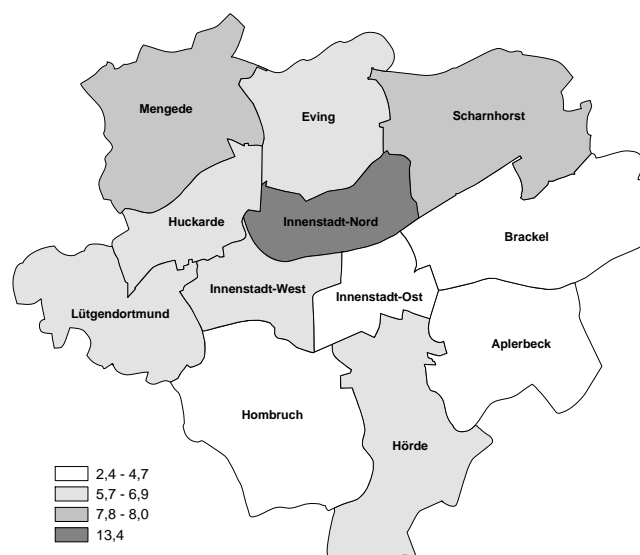 Mengede
Eving
Scharnhorst
Huckarde
Innenstadt-Nord
Brackel
Innenstadt-West
Innenstadt-Ost
Lütgendortmund
Aplerbeck
Hombruch
Hörde
2,4 - 4,7
5,7 - 6,9
7,8 - 8,0
13,4